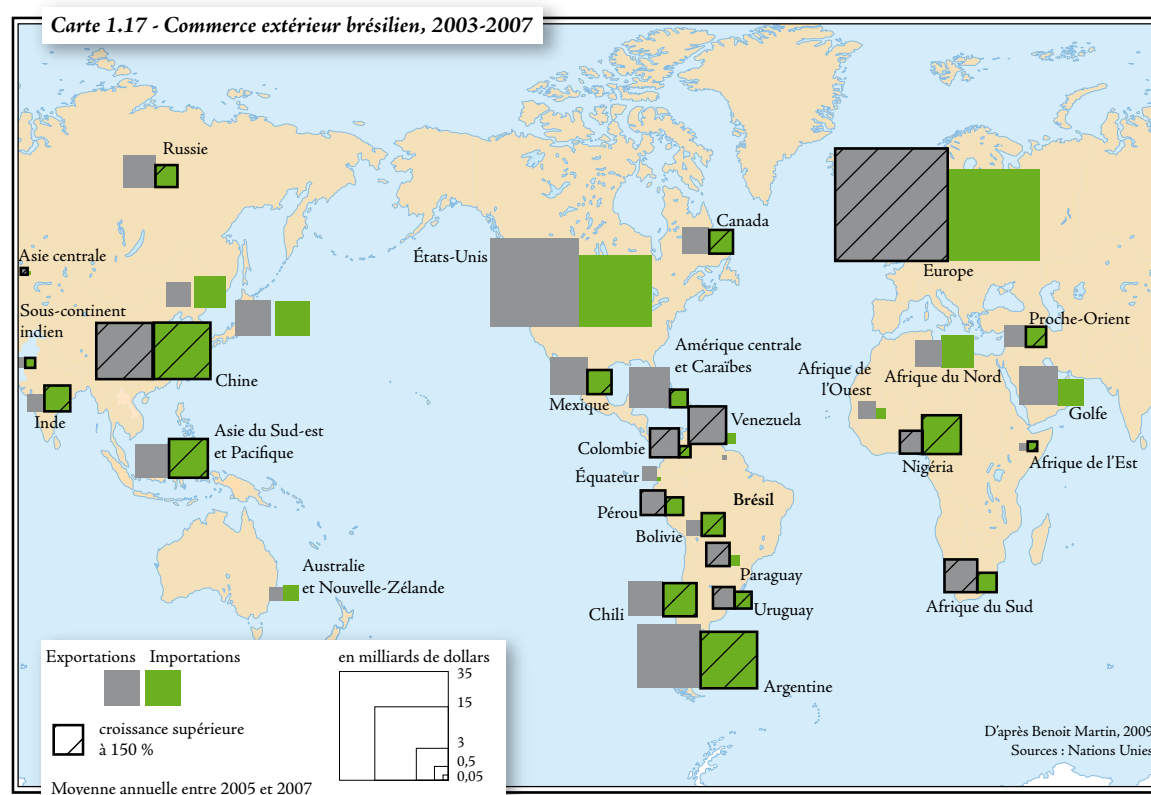 Carte 1.17 - Commerce extérieur brésilien, 2003-2007
Russie
Canada
Asie centrale
États-Unis
Europe
Sous-continent
indien
Proche-Orient
Chine
Amérique centrale
et Caraïbes
Afrique de
l'Ouest
Afrique du Nord
Golfe
Mexique
Inde
Venezuela
Asie du Sud-est
et Pacifique
Colombie
Nigéria
Afrique de l'Est
Équateur
Brésil
Pérou
Bolivie
Australie
et Nouvelle-Zélande
Paraguay
Chili
Uruguay
Afrique du Sud
Argentine
Exportations Importations
croissance supérieure
à 150 %
Moyenne annuelle entre 2005 et 2007
en milliards de dollars
35
15
3
0,5
0,05
D'après Benoit Martin, 2009
Sources : Nations Unies